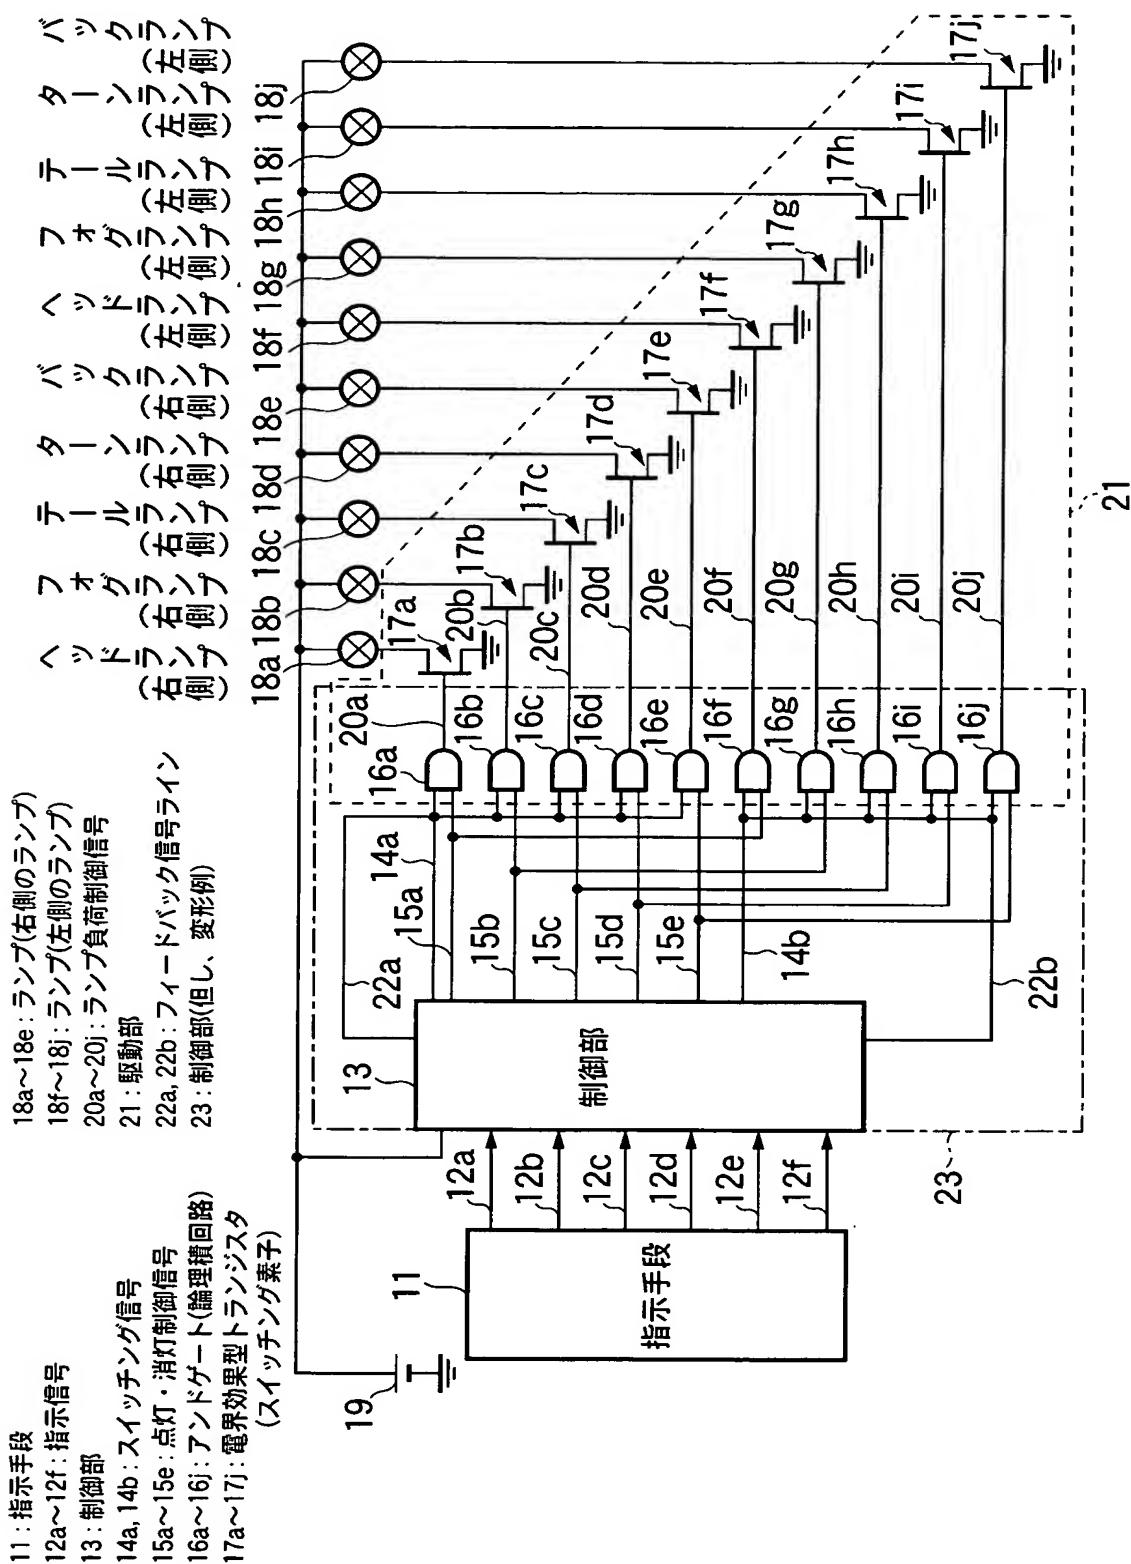 11：指示手段
12a～12f：指示信号
13：制御部
14a, 14b：スイッチング信号
15a～15e：点灯・消灯制御信号
16a～16j：アンドゲート(論理積回路)
17a～17j：電界効果型トランジスタ
(スイッチング素子)
18a～18e：ランプ(右側のランプ)
18f～18j：ランプ(左側のランプ)
20a～20j：ランプ負荷制御信号
21：駆動部
22a, 22b：フィードバック信号ライン
23：制御部(但し、変形例)
ヘッドランプ(右側)
フォグランプ(右側)
テールランプ(右側)
ターンランプ(右側)
バックランプ(右側)
ヘッドランプ(左側)
フォグランプ(左側)
テールランプ(左側)
ターンランプ(左側)
バックランプ(左側)
18a
18b
18c
18d
18e
18f
18g
18h
18i
18j
17a
17b
17c
17d
17e
17f
17g
17h
17i
17j
20a
20b
20c
20d
20e
20f
20g
20h
20i
20j
16a
16b
16c
16d
16e
16f
16g
16h
16i
16j
14a
15a
15b
15c
15d
15e
14b
22a
22b
13
制御部
12a
12b
12c
12d
12e
12f
11
指示手段
19
21
23